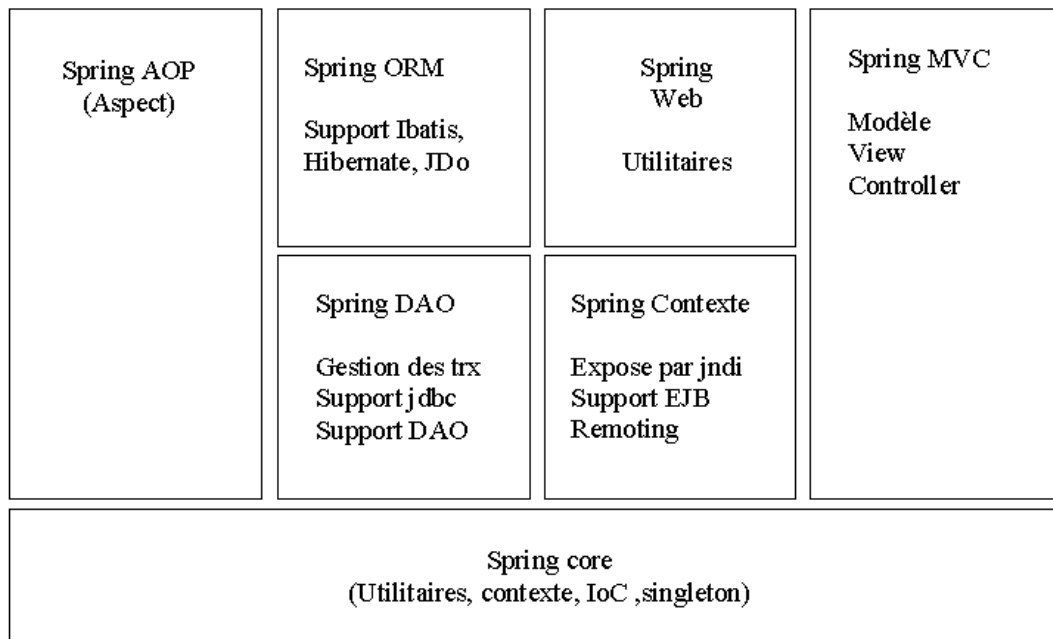 Spring AOP
(Aspect)
Spring ORM
Support Ibatis,
Hibernate, JDo
Spring
Web
Utilitaires
Spring MVC
Modèle
View
Controller
Spring DAO
Gestion des trx
Support jdbc
Support DAO
Spring Contexte
Expose par jndi
Support EJB
Remoting
Spring core
(Utilitaires, contexte, IoC ,singleton)